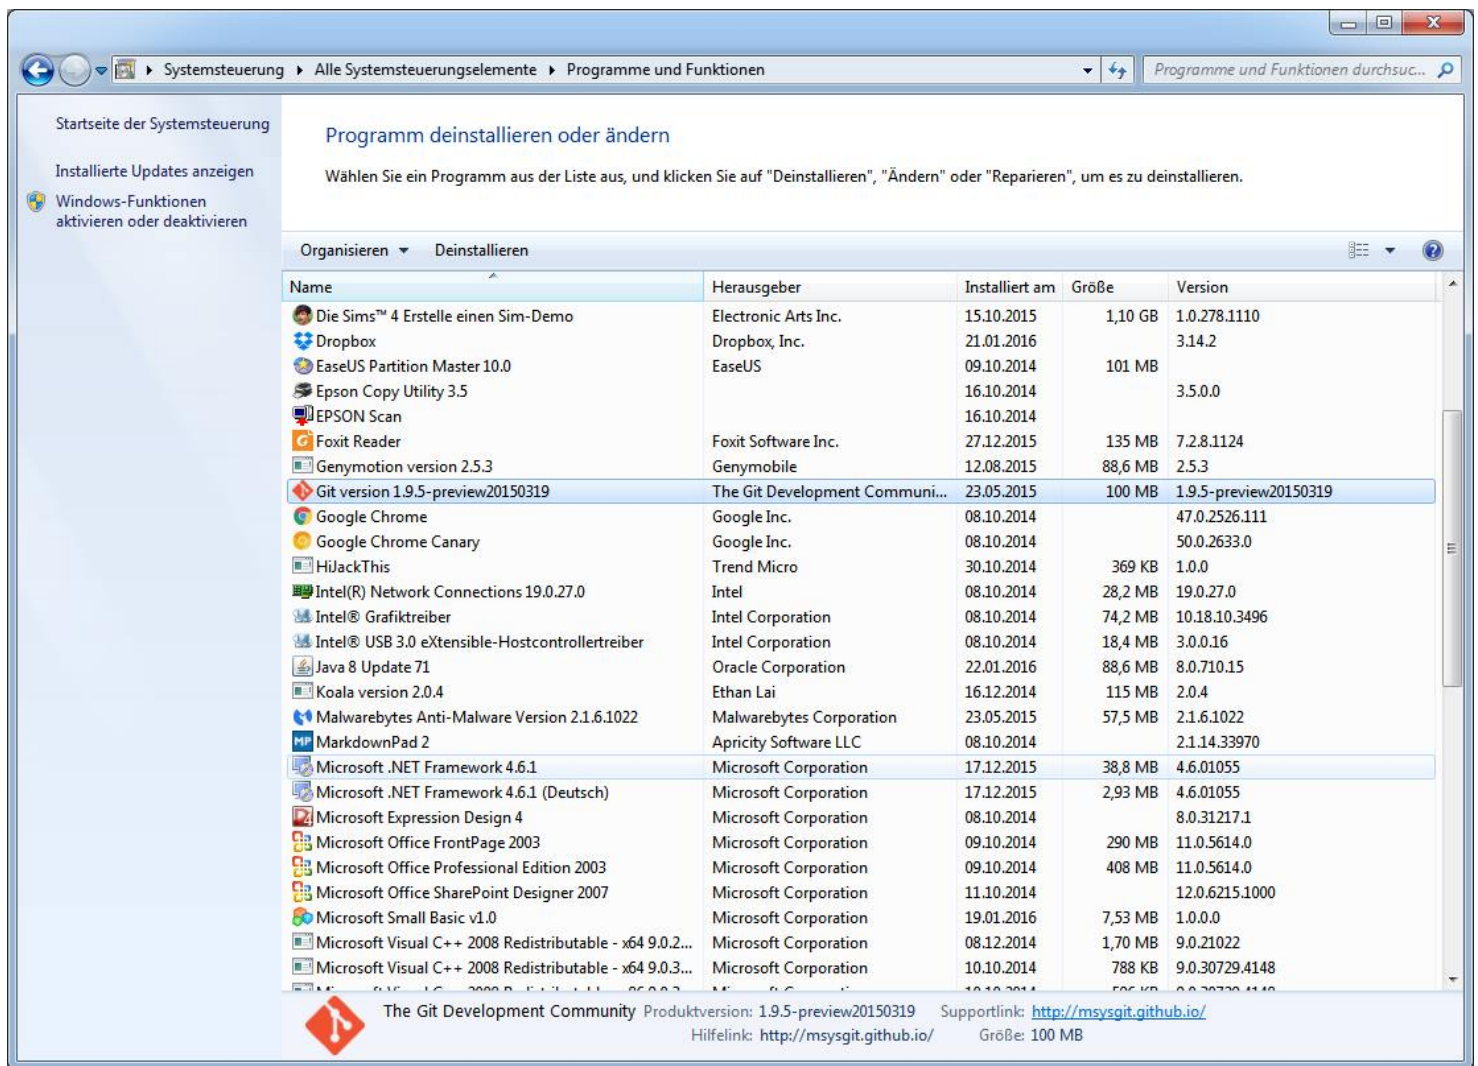 Systemsteuerung Alle Systemsteuerungselemente Programme und Funktionen Programme und Funktionen durchsuc...
Startseite der Systemsteuerung
Installierte Updates anzeigen
Windows-Funktionen
aktivieren oder deaktivieren
Programm deinstallieren oder ändern
Wählen Sie ein Programm aus der Liste aus, und klicken Sie auf "Deinstallieren", "Ändern" oder "Reparieren", um es zu deinstallieren.
Organisieren Deinstallieren
Name Herausgeber Installiert am Größe Version
Die Sims™ 4 Erstelle einen Sim-Demo Electronic Arts Inc. 15.10.2015 1,10 GB 1.0.278.1110
Dropbox Dropbox, Inc. 21.01.2016 3.14.2
EaseUS Partition Master 10.0 EaseUS 09.10.2014 101 MB
Epson Copy Utility 3.5 16.10.2014 3.5.0.0
EPSON Scan 16.10.2014
Foxit Reader Foxit Software Inc. 27.12.2015 135 MB 7.2.8.1124
Genymotion version 2.5.3 Genymobile 12.08.2015 88,6 MB 2.5.3
Git version 1.9.5-preview20150319 The Git Development Communi... 23.05.2015 100 MB 1.9.5-preview20150319
Google Chrome Google Inc. 08.10.2014 47.0.2526.111
Google Chrome Canary Google Inc. 08.10.2014 50.0.2633.0
HiJackThis Trend Micro 30.10.2014 369 KB 1.0.0
Intel(R) Network Connections 19.0.27.0 Intel 08.10.2014 28,2 MB 19.0.27.0
Intel® Grafiktreiber Intel Corporation 08.10.2014 74,2 MB 10.18.10.3496
Intel® USB 3.0 eXtensible-Hostcontrollertreiber Intel Corporation 08.10.2014 18,4 MB 3.0.0.16
Java 8 Update 71 Oracle Corporation 22.01.2016 88,6 MB 8.0.710.15
Koala version 2.0.4 Ethan Lai 16.12.2014 115 MB 2.0.4
Malwarebytes Anti-Malware Version 2.1.6.1022 Malwarebytes Corporation 23.05.2015 57,5 MB 2.1.6.1022
MarkdownPad 2 Apricity Software LLC 08.10.2014 2.1.14.33970
Microsoft .NET Framework 4.6.1 Microsoft Corporation 17.12.2015 38,8 MB 4.6.01055
Microsoft .NET Framework 4.6.1 (Deutsch) Microsoft Corporation 17.12.2015 2,93 MB 4.6.01055
Microsoft Expression Design 4 Microsoft Corporation 08.10.2014 8.0.31217.1
Microsoft Office FrontPage 2003 Microsoft Corporation 09.10.2014 290 MB 11.0.5614.0
Microsoft Office Professional Edition 2003 Microsoft Corporation 09.10.2014 408 MB 11.0.5614.0
Microsoft Office SharePoint Designer 2007 Microsoft Corporation 11.10.2014 12.0.6215.1000
Microsoft Small Basic v1.0 Microsoft Corporation 19.01.2016 7,53 MB 1.0.0.0
Microsoft Visual C++ 2008 Redistributable - x64 9.0.2... Microsoft Corporation 08.12.2014 1,70 MB 9.0.21022
Microsoft Visual C++ 2008 Redistributable - x64 9.0.3... Microsoft Corporation 10.10.2014 788 KB 9.0.30729.4148
The Git Development Community Produktversion: 1.9.5-preview20150319 Supportlink: http://msysgit.github.io/
Hilfelink: http://msysgit.github.io/ Größe: 100 MB